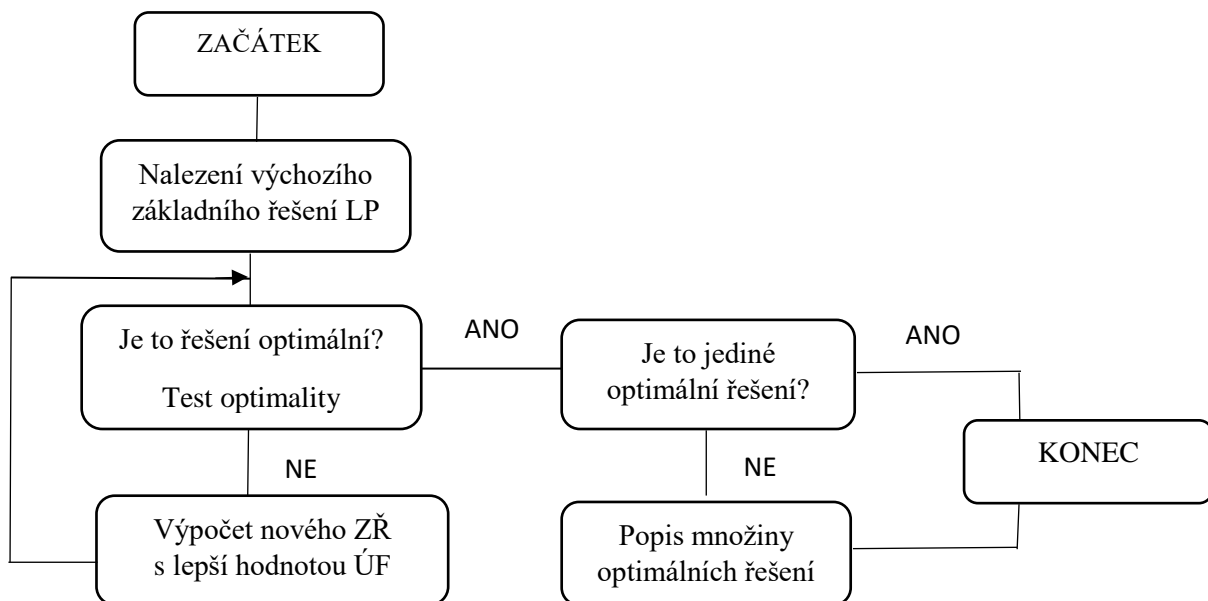 ZAČÁTEK
Nalezení výchozího
základního řešení LP
Je to řešení optimální?
Test optimality
ANO
Je to jediné
optimální řešení?
ANO
KONEC
NE
Výpočet nového ZŘ
s lepší hodnotou ÚF
NE
Popis množiny
optimálních řešení